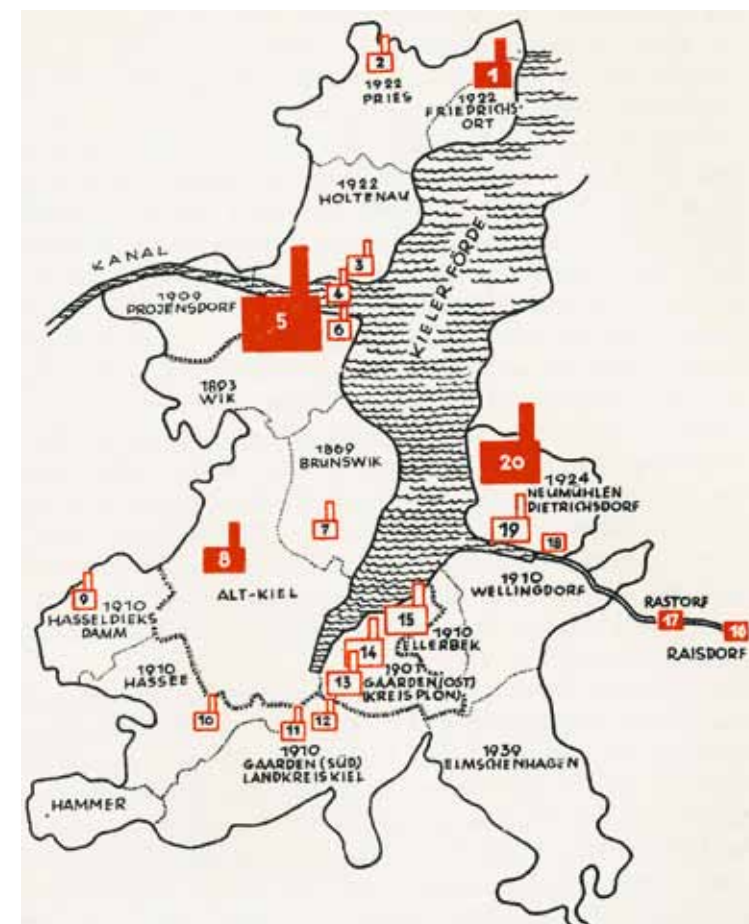 2
1
1922
PRIES
1922
FRIEDRICHS-
ORT
1922
HOLTENAU
KANAL
3
4
5
6
1909
PROJENSDORF
KIELER FÖRDE
1893
WIK
1869
BRUNSWIK
20
1924
NEUMÜHLEN
DIETRICHSDORF
7
19
18
8
9
1910
HASSELDIEKS
DAMM
ALT-KIEL
1910
WELLINGDORF
RASTORF
17
16
RAISDORF
15
1910
ELLERBEK
14
1901
GAARDEN (OST)
(KREIS PLÖN)
13
1910
HASSEE
10
11
12
1910
GAARDEN (SÜD)
LANDKREIS KIEL
1939
ELMSCHENHAGEN
HAMMER